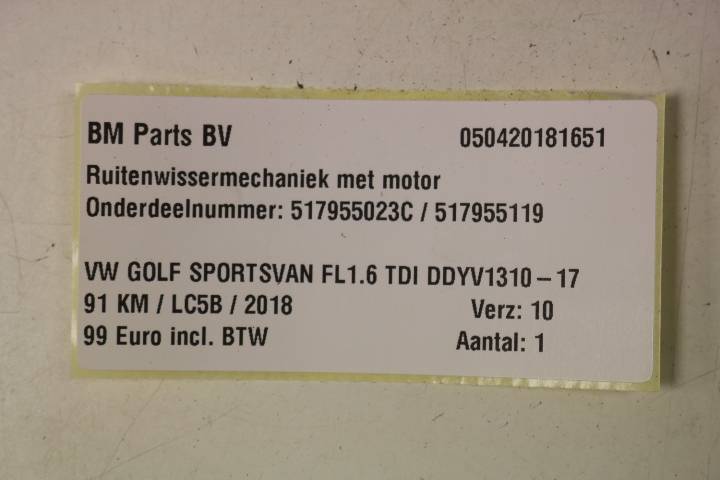 BM Parts BV 050420181651
Ruitenwissermechaniek met motor
Onderdeelnummer: 517955023C / 517955119
VW GOLF SPORTSVAN FL1.6 TDI DDYV1310 – 17
91 KM / LC5B / 2018 Verz: 10
99 Euro incl. BTW Aantal: 1